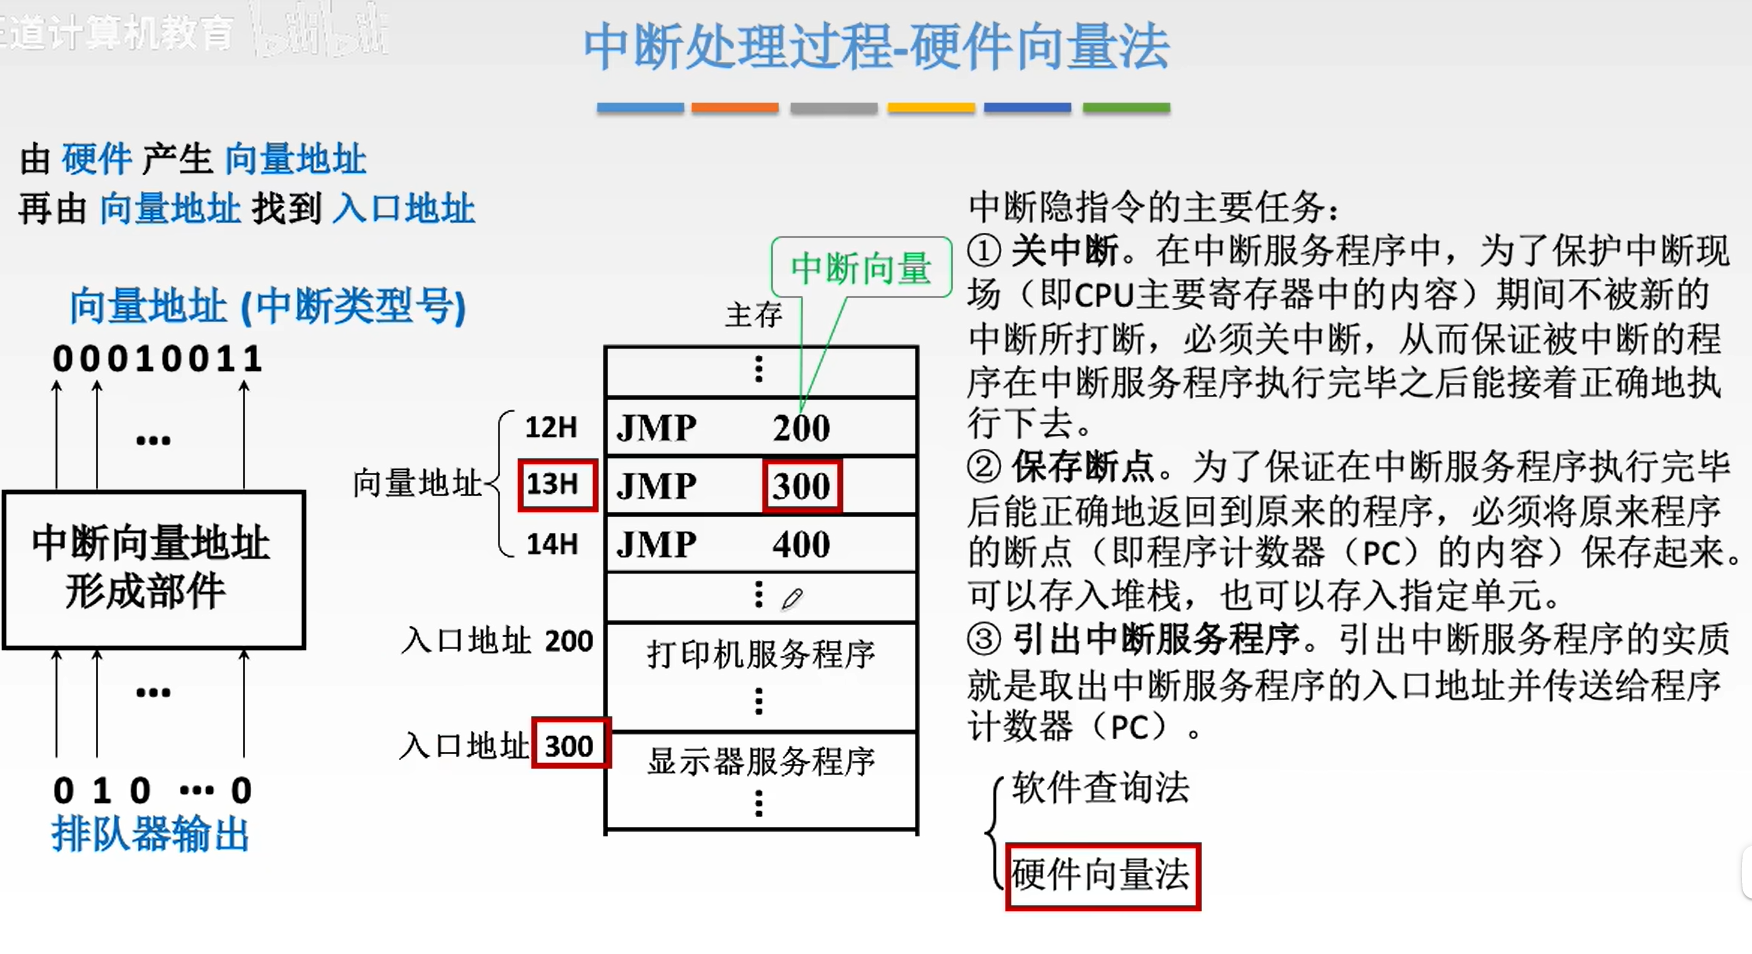 王道计算机教育 bilibili
中断处理过程-硬件向量法
由 硬件 产生 向量地址
再由 向量地址 找到 入口地址
向量地址 (中断类型号)
00010011
...
中断向量地址
形成部件
...
0 1 0 ... 0
排队器输出
中断向量
主存
向量地址
12H JMP 200
13H JMP 300
14H JMP 400
入口地址 200 打印机服务程序
入口地址 300 显示器服务程序
中断隐指令的主要任务：
① 关中断。在中断服务程序中，为了保护中断现
场（即CPU主要寄存器中的内容）期间不被新的
中断所打断，必须关中断，从而保证被中断的程
序在中断服务程序执行完毕之后能接着正确地执
行下去。
② 保存断点。为了保证在中断服务程序执行完毕
后能正确地返回到原来的程序，必须将原来程序
的断点（即程序计数器（PC）的内容）保存起来。
可以存入堆栈，也可以存入指定单元。
③ 引出中断服务程序。引出中断服务程序的实质
就是取出中断服务程序的入口地址并传送给程序
计数器（PC）。
软件查询法
硬件向量法